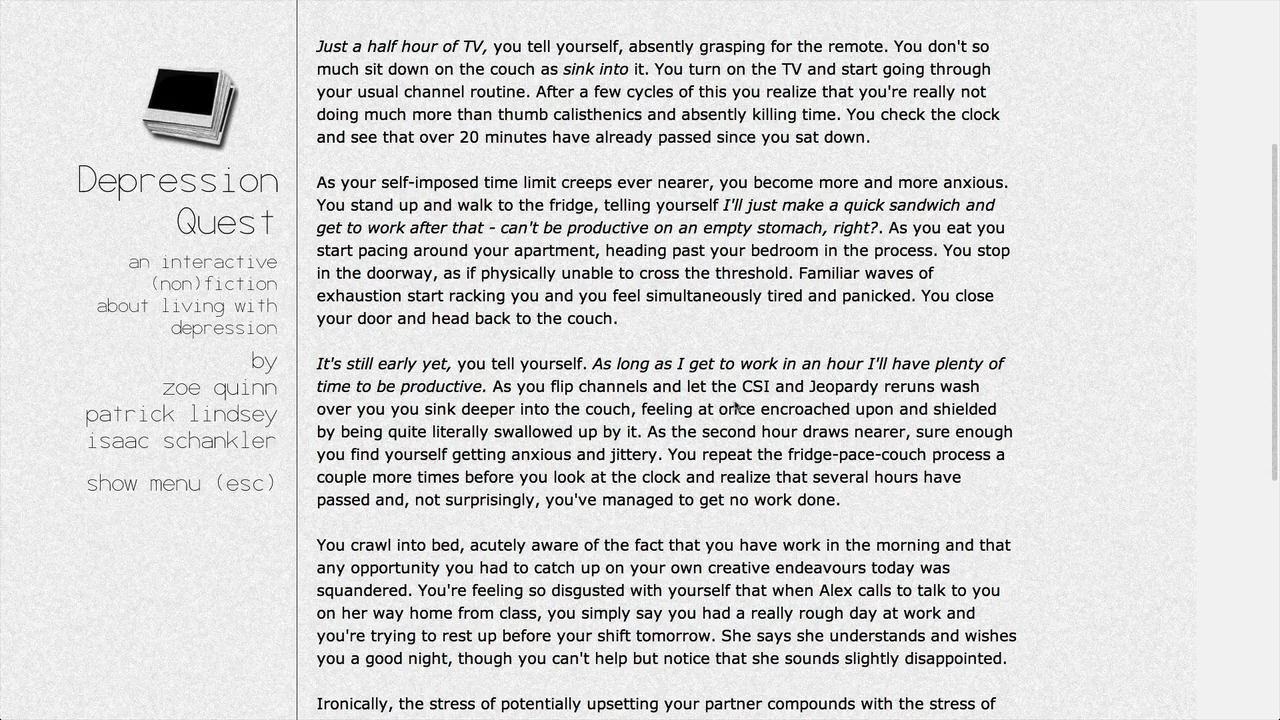 Depression
Quest
an interactive
(non)fiction
about living with
depression
by
zoe quinn
patrick lindsey
isaac schankler
show menu (esc)
Just a half hour of TV, you tell yourself, absently grasping for the remote. You don't so
much sit down on the couch as sink into it. You turn on the TV and start going through
your usual channel routine. After a few cycles of this you realize that you're really not
doing much more than thumb calisthenics and absently killing time. You check the clock
and see that over 20 minutes have already passed since you sat down.
As your self-imposed time limit creeps ever nearer, you become more and more anxious.
You stand up and walk to the fridge, telling yourself I'll just make a quick sandwich and
get to work after that - can't be productive on an empty stomach, right?. As you eat you
start pacing around your apartment, heading past your bedroom in the process. You stop
in the doorway, as if physically unable to cross the threshold. Familiar waves of
exhaustion start racking you and you feel simultaneously tired and panicked. You close
your door and head back to the couch.
It's still early yet, you tell yourself. As long as I get to work in an hour I'll have plenty of
time to be productive. As you flip channels and let the CSI and Jeopardy reruns wash
over you you sink deeper into the couch, feeling at once encroached upon and shielded
by being quite literally swallowed up by it. As the second hour draws nearer, sure enough
you find yourself getting anxious and jittery. You repeat the fridge-pace-couch process a
couple more times before you look at the clock and realize that several hours have
passed and, not surprisingly, you've managed to get no work done.
You crawl into bed, acutely aware of the fact that you have work in the morning and that
any opportunity you had to catch up on your own creative endeavours today was
squandered. You're feeling so disgusted with yourself that when Alex calls to talk to you
on her way home from class, you simply say you had a really rough day at work and
you're trying to rest up before your shift tomorrow. She says she understands and wishes
you a good night, though you can't help but notice that she sounds slightly disappointed.
Ironically, the stress of potentially upsetting your partner compounds with the stress of